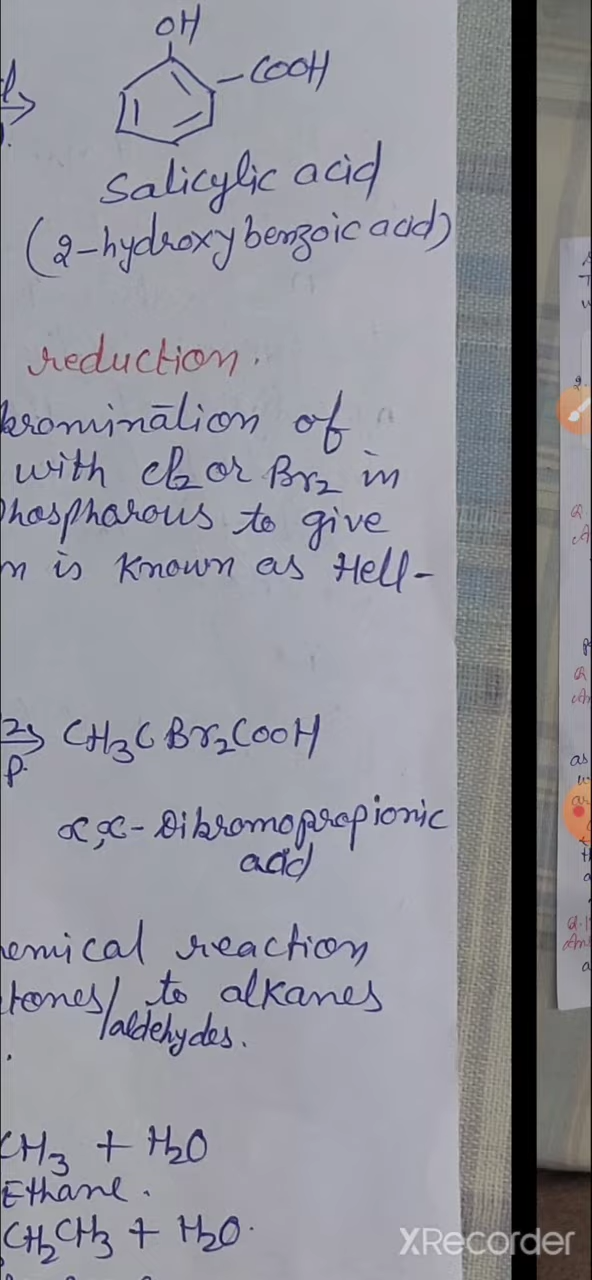 OH
COOH
Salicylic acid
(2-hydroxybenzoic acid)
reduction.
bromination of
with Cl2 or Br2 in
phospharous to give
n is known as Hell-
CH3CBr2COOH
P.
α,α-Dibromopropionic
acid
emical reaction
tones/ to alkanes
aldehydes.
CH3 + H2O
Ethane.
CH2CH3 + H2O.
XRecorder